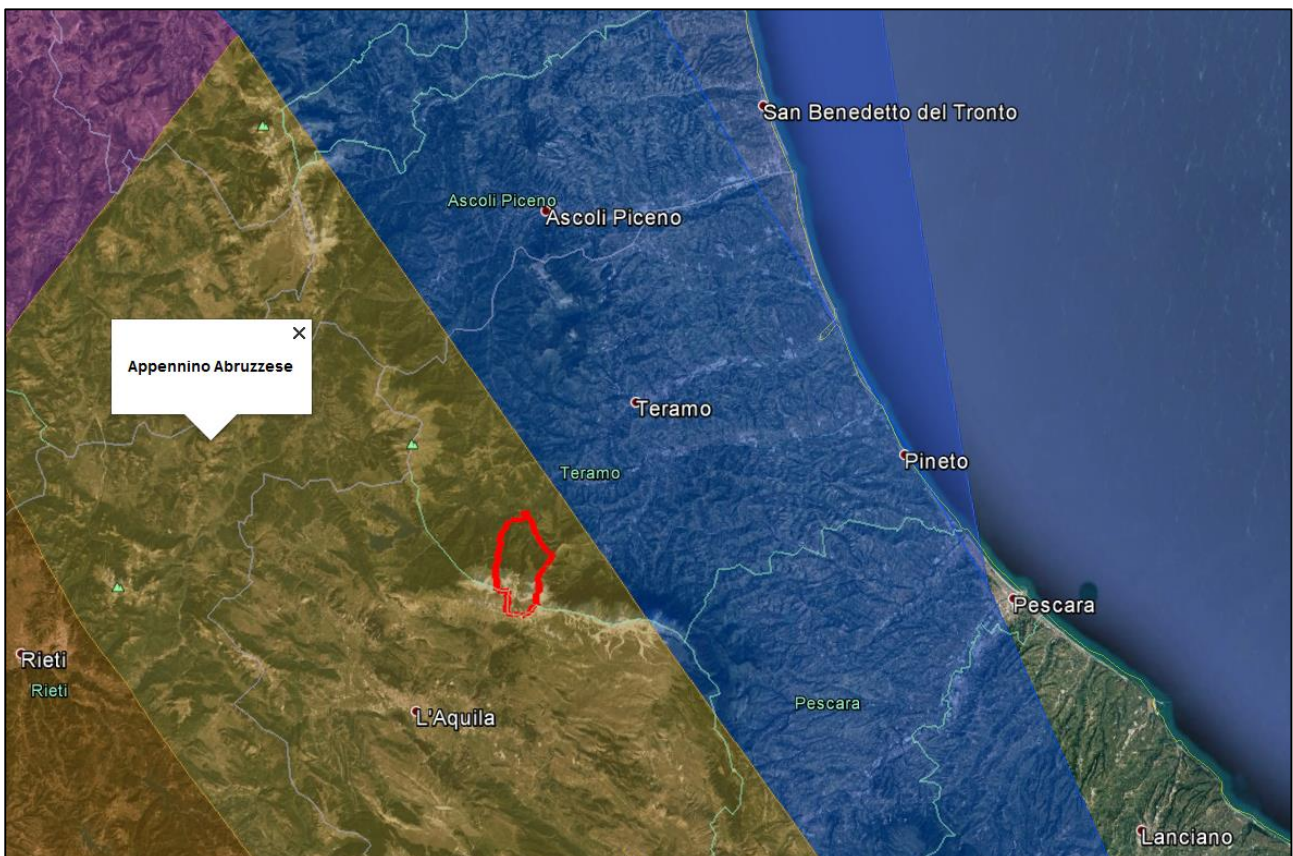 San Benedetto del Tronto
Ascoli Piceno
Ascoli Piceno
Appennino Abruzzese
Teramo
Pineto
Teramo
Pescara
Rieti
Rieti
Pescara
L'Aquila
Lanciano